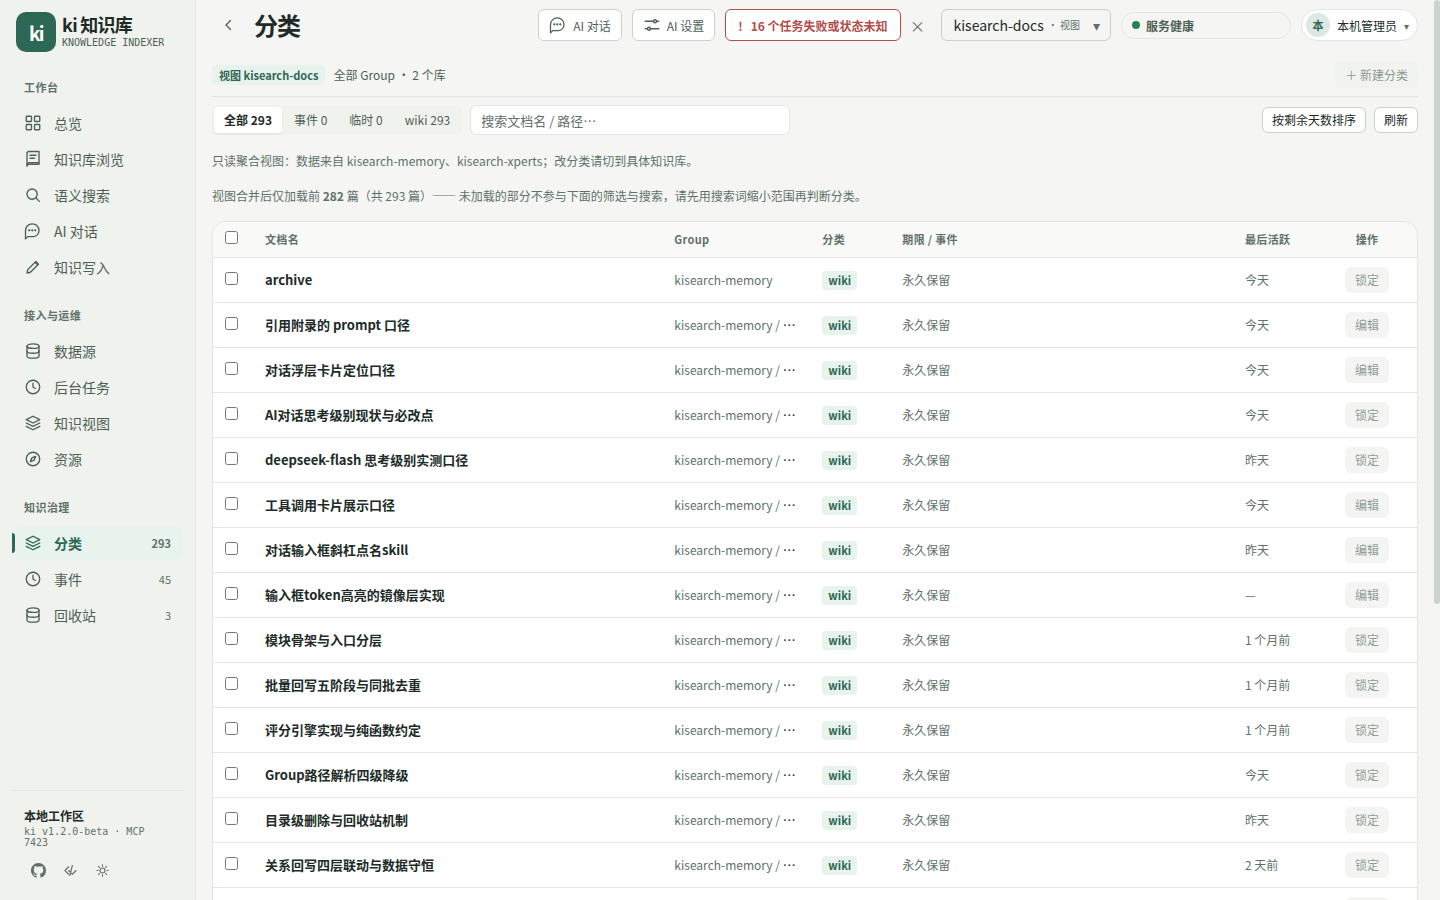 ki 知识库
KNOWLEDGE INDEXER
工作台
总览
知识库浏览
语义搜索
AI 对话
知识写入
接入与运维
数据源
后台任务
知识视图
资源
知识治理
分类 293
事件 45
回收站 3
本地工作区
ki v1.2.0-beta · MCP
7423
分类
AI 对话
AI 设置
! 16 个任务失败或状态未知 ×
kisearch-docs · 视图 ▾
服务健康
本 本机管理员 ▾
视图 kisearch-docs 全部 Group · 2 个库
＋ 新建分类
全部 293 事件 0 临时 0 wiki 293
搜索文档名 / 路径…
按剩余天数排序 刷新
只读聚合视图：数据来自 kisearch-memory、kisearch-xperts；改分类请切到具体知识库。
视图合并后仅加载前 282 篇（共 293 篇）—— 未加载的部分不参与下面的筛选与搜索，请先用搜索词缩小范围再判断分类。
文档名 Group 分类 期限 / 事件 最后活跃 操作
archive kisearch-memory wiki 永久保留 今天 锁定
引用附录的 prompt 口径 kisearch-memory / … wiki 永久保留 今天 编辑
对话浮层卡片定位口径 kisearch-memory / … wiki 永久保留 今天 编辑
AI对话思考级别现状与必改点 kisearch-memory / … wiki 永久保留 今天 锁定
deepseek-flash 思考级别实测口径 kisearch-memory / … wiki 永久保留 昨天 锁定
工具调用卡片展示口径 kisearch-memory / … wiki 永久保留 今天 编辑
对话输入框斜杠点名skill kisearch-memory / … wiki 永久保留 昨天 编辑
输入框token高亮的镜像层实现 kisearch-memory / … wiki 永久保留 — 编辑
模块骨架与入口分层 kisearch-memory / … wiki 永久保留 1 个月前 锁定
批量回写五阶段与同批去重 kisearch-memory / … wiki 永久保留 1 个月前 锁定
评分引擎实现与纯函数约定 kisearch-memory / … wiki 永久保留 1 个月前 锁定
Group路径解析四级降级 kisearch-memory / … wiki 永久保留 今天 锁定
目录级删除与回收站机制 kisearch-memory / … wiki 永久保留 昨天 锁定
关系回写四层联动与数据守恒 kisearch-memory / … wiki 永久保留 2 天前 锁定